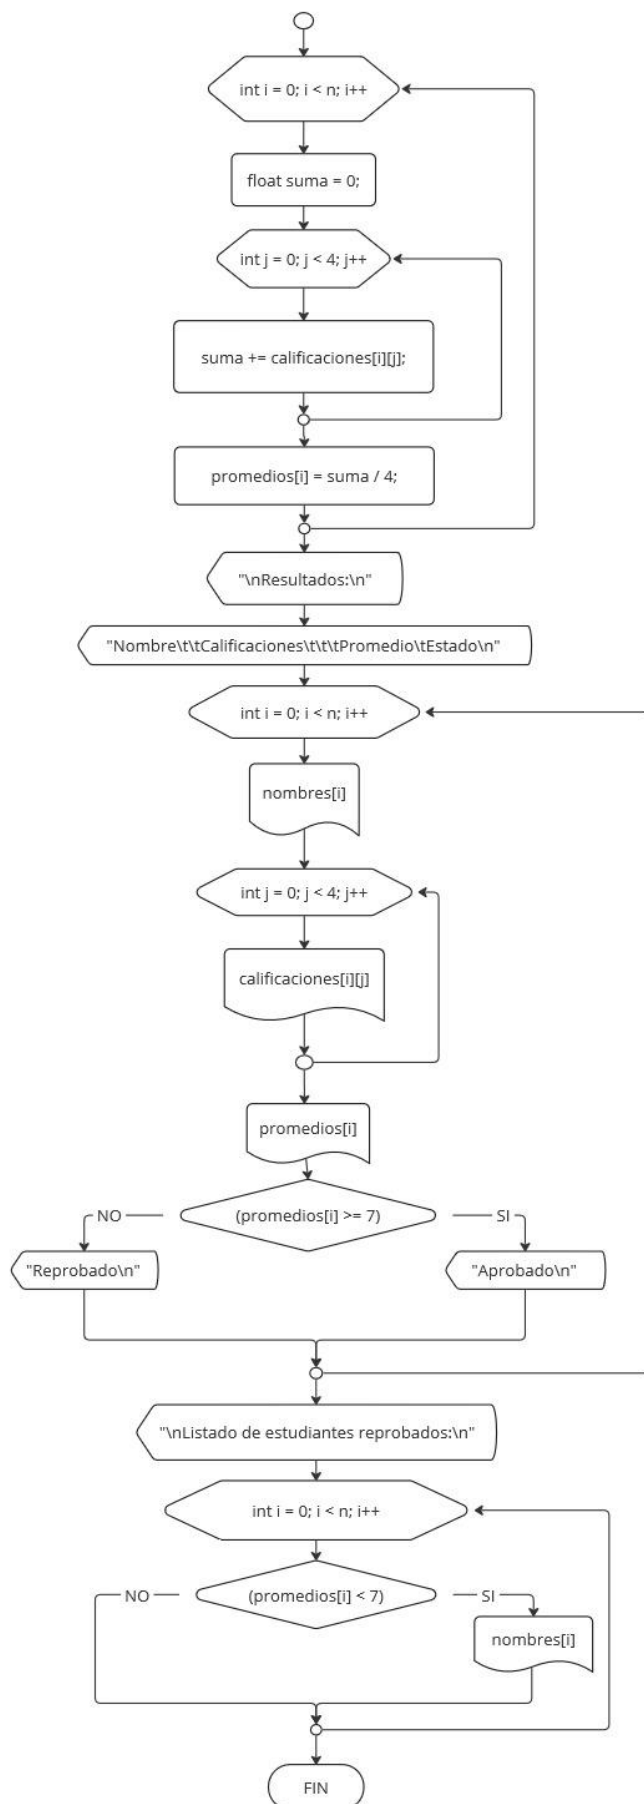 int i = 0; i < n; i++
float suma = 0;
int j = 0; j < 4; j++
suma += calificaciones[i][j];
promedios[i] = suma / 4;
"\nResultados:\n"
"Nombre\t\tCalificaciones\t\t\tPromedio\tEstado\n"
int i = 0; i < n; i++
nombres[i]
int j = 0; j < 4; j++
calificaciones[i][j]
promedios[i]
NO
(promedios[i] >= 7)
SI
"Reprobado\n"
"Aprobado\n"
"\nListado de estudiantes reprobados:\n"
int i = 0; i < n; i++
NO
(promedios[i] < 7)
SI
nombres[i]
FIN